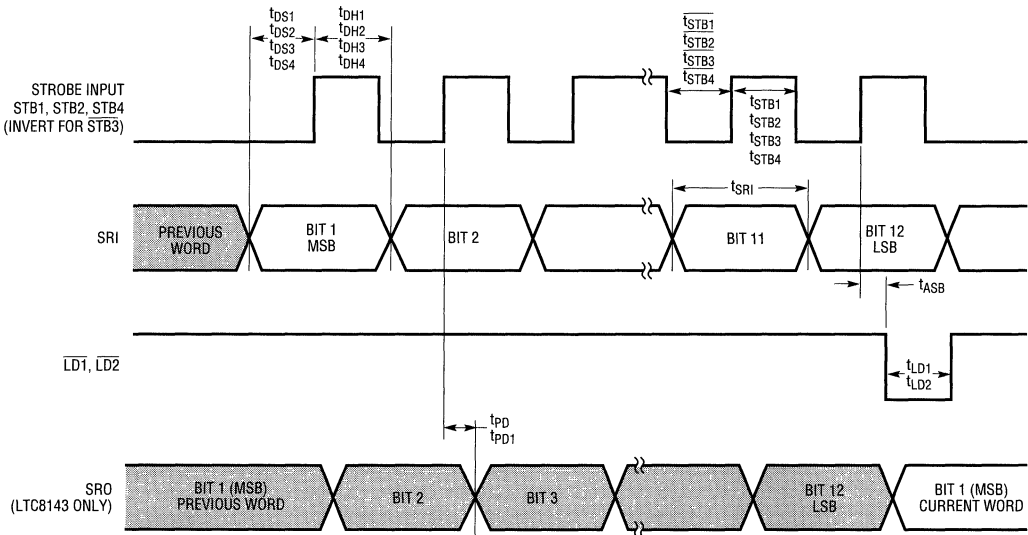 tDS1
tDS2
tDS3
tDS4
tDH1
tDH2
tDH3
tDH4
tSTB1
tSTB2
tSTB3
tSTB4
STROBE INPUT
STB1, STB2, STB4
(INVERT FOR STB3)
tSTB1
tSTB2
tSTB3
tSTB4
tSRI
SRI
PREVIOUS
WORD
BIT 1
MSB
BIT 2
BIT 11
BIT 12
LSB
tASB
LD1, LD2
tLD1
tLD2
tPD
tPD1
SRO
(LTC8143 ONLY)
BIT 1 (MSB)
PREVIOUS WORD
BIT 2
BIT 3
BIT 12
LSB
BIT 1 (MSB)
CURRENT WORD